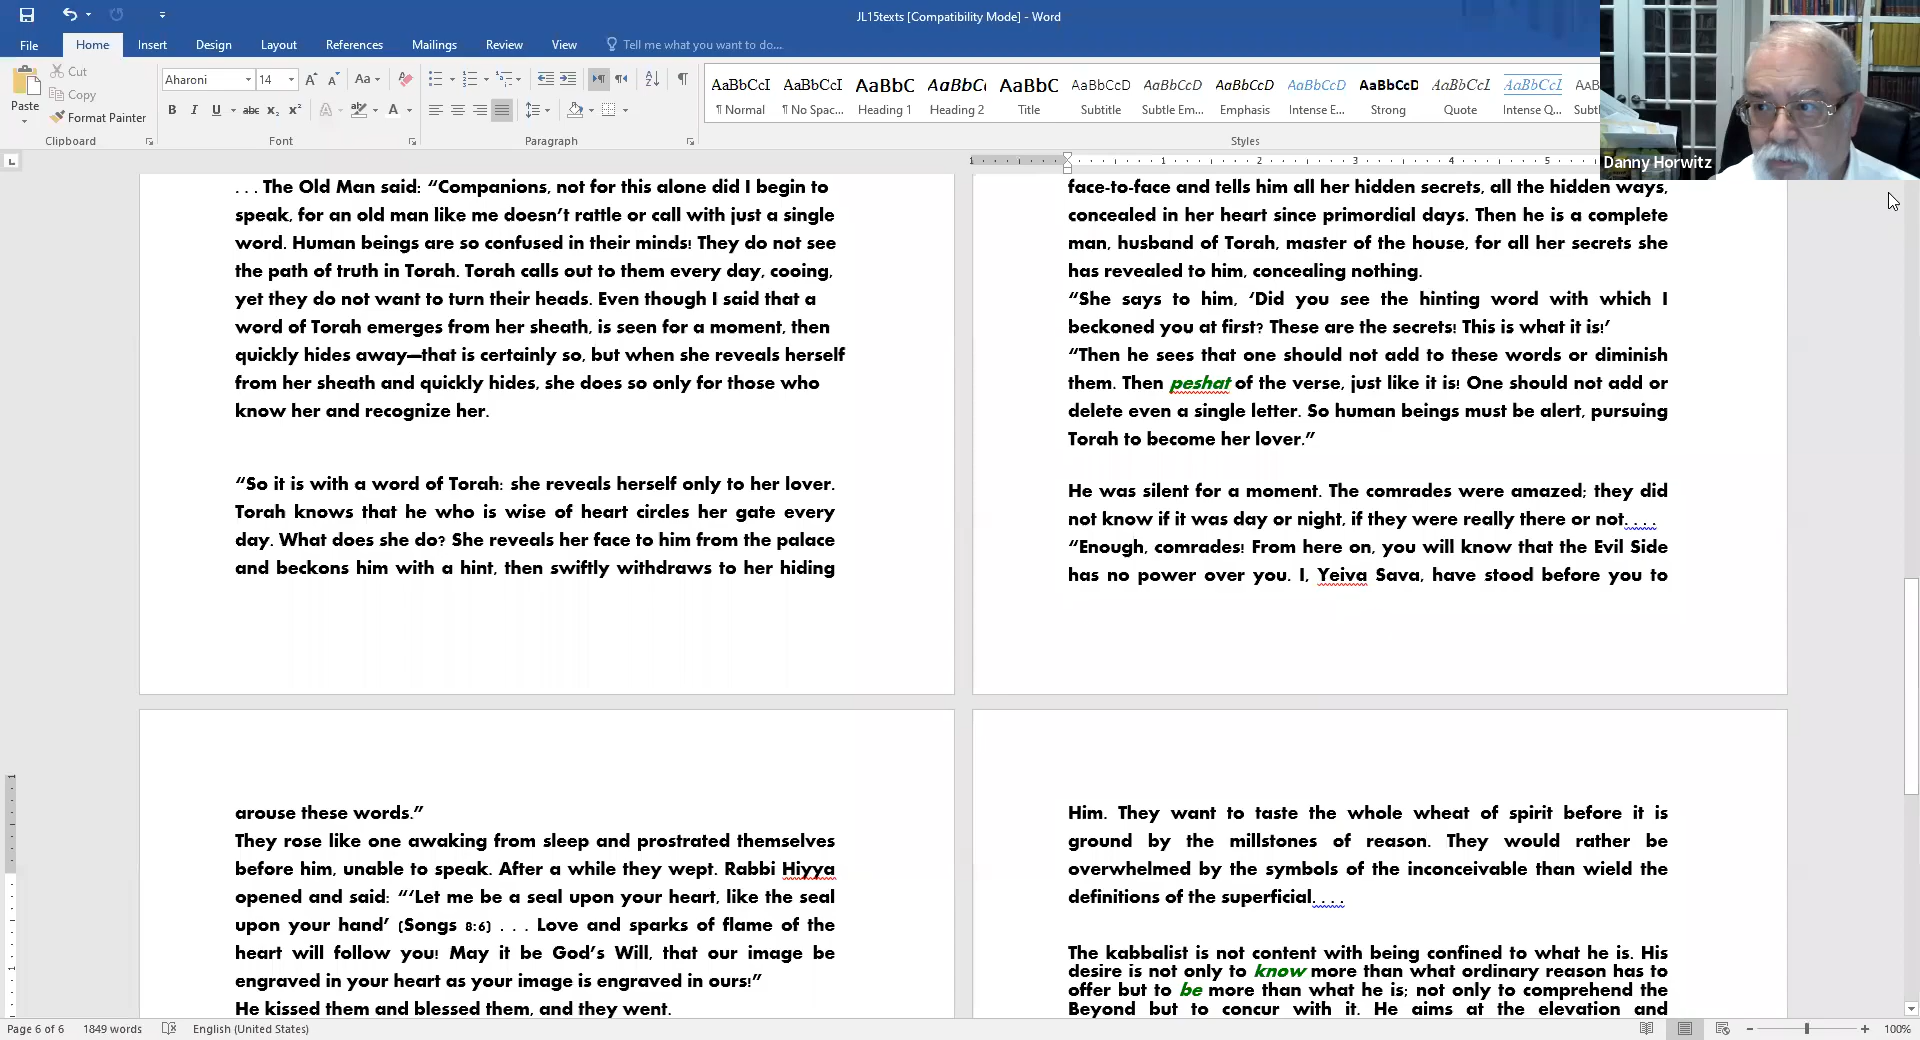 JL15texts [Compatibility Mode] - Word
File Home Insert Design Layout References Mailings Review View Tell me what you want to do...
Paste
Cut
Copy
Format Painter
Clipboard
Aharoni 14
Font
Paragraph
AaBbCcI AaBbCcI AaBbC AaBbC AaBbC AaBbCcD AaBbCcD AaBbCcD AaBbCcD AaBbCcD AaBbCcI AaBbCcI AaB
¶ Normal ¶ No Spac... Heading 1 Heading 2 Title Subtitle Subtle Em... Emphasis Intense E... Strong Quote Intense Q... Subtl
Styles
Danny Horwitz
1 1 2 3 4 5
. . . The Old Man said: “Companions, not for this alone did I begin to
speak, for an old man like me doesn’t rattle or call with just a single
word. Human beings are so confused in their minds! They do not see
the path of truth in Torah. Torah calls out to them every day, cooing,
yet they do not want to turn their heads. Even though I said that a
word of Torah emerges from her sheath, is seen for a moment, then
quickly hides away—that is certainly so, but when she reveals herself
from her sheath and quickly hides, she does so only for those who
know her and recognize her.
“So it is with a word of Torah: she reveals herself only to her lover.
Torah knows that he who is wise of heart circles her gate every
day. What does she do? She reveals her face to him from the palace
and beckons him with a hint, then swiftly withdraws to her hiding
face-to-face and tells him all her hidden secrets, all the hidden ways,
concealed in her heart since primordial days. Then he is a complete
man, husband of Torah, master of the house, for all her secrets she
has revealed to him, concealing nothing.
“She says to him, ‘Did you see the hinting word with which I
beckoned you at first? These are the secrets! This is what it is!’
“Then he sees that one should not add to these words or diminish
them. Then peshat of the verse, just like it is! One should not add or
delete even a single letter. So human beings must be alert, pursuing
Torah to become her lover.”
He was silent for a moment. The comrades were amazed; they did
not know if it was day or night, if they were really there or not. . . .
“Enough, comrades! From here on, you will know that the Evil Side
has no power over you. I, Yeiva Sava, have stood before you to
arouse these words.”
They rose like one awaking from sleep and prostrated themselves
before him, unable to speak. After a while they wept. Rabbi Hiyya
opened and said: “‘Let me be a seal upon your heart, like the seal
upon your hand’ (Songs 8:6) . . . Love and sparks of flame of the
heart will follow you! May it be God’s Will, that our image be
engraved in your heart as your image is engraved in ours!”
He kissed them and blessed them, and they went.
Him. They want to taste the whole wheat of spirit before it is
ground by the millstones of reason. They would rather be
overwhelmed by the symbols of the inconceivable than wield the
definitions of the superficial. . . .
The kabbalist is not content with being confined to what he is. His
desire is not only to know more than what ordinary reason has to
offer but to be more than what he is; not only to comprehend the
Beyond but to concur with it. He aims at the elevation and
Page 6 of 6 1849 words English (United States) 100%